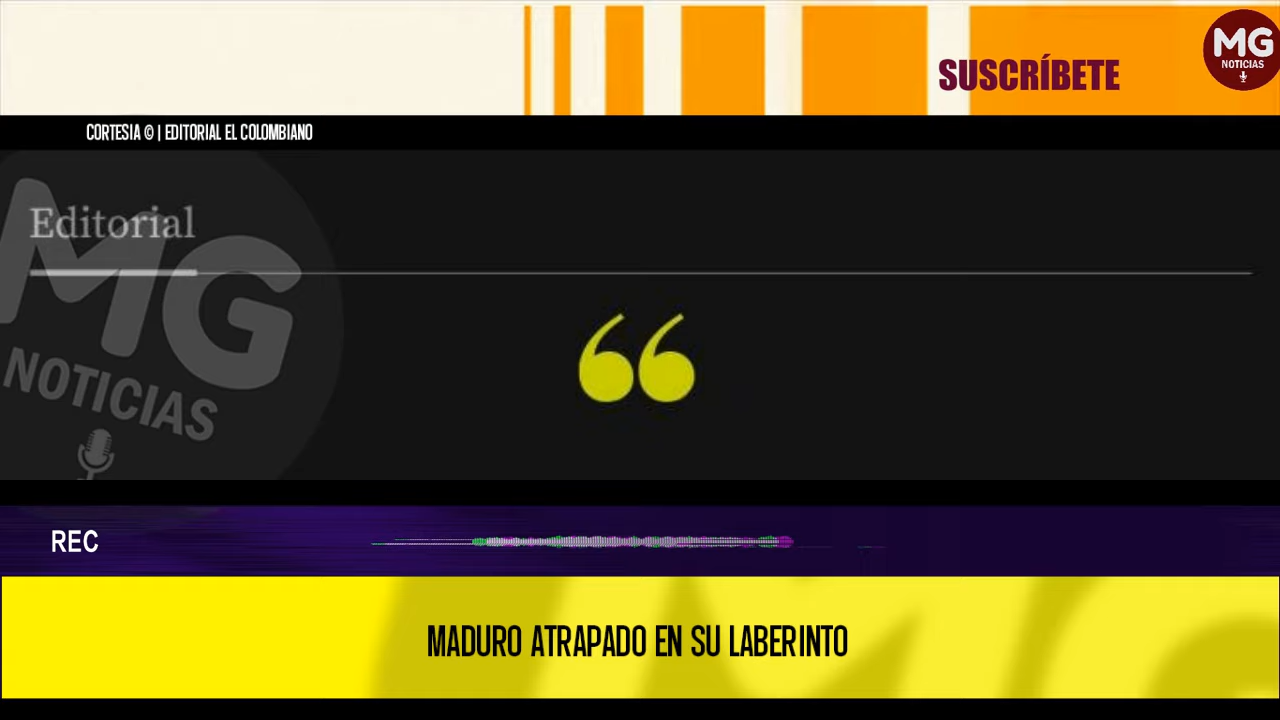 SUSCRÍBETE
MG
NOTICIAS
CORTESIA © | EDITORIAL EL COLOMBIANO
Editorial
MG
NOTICIAS
“
REC
MADURO ATRAPADO EN SU LABERINTO